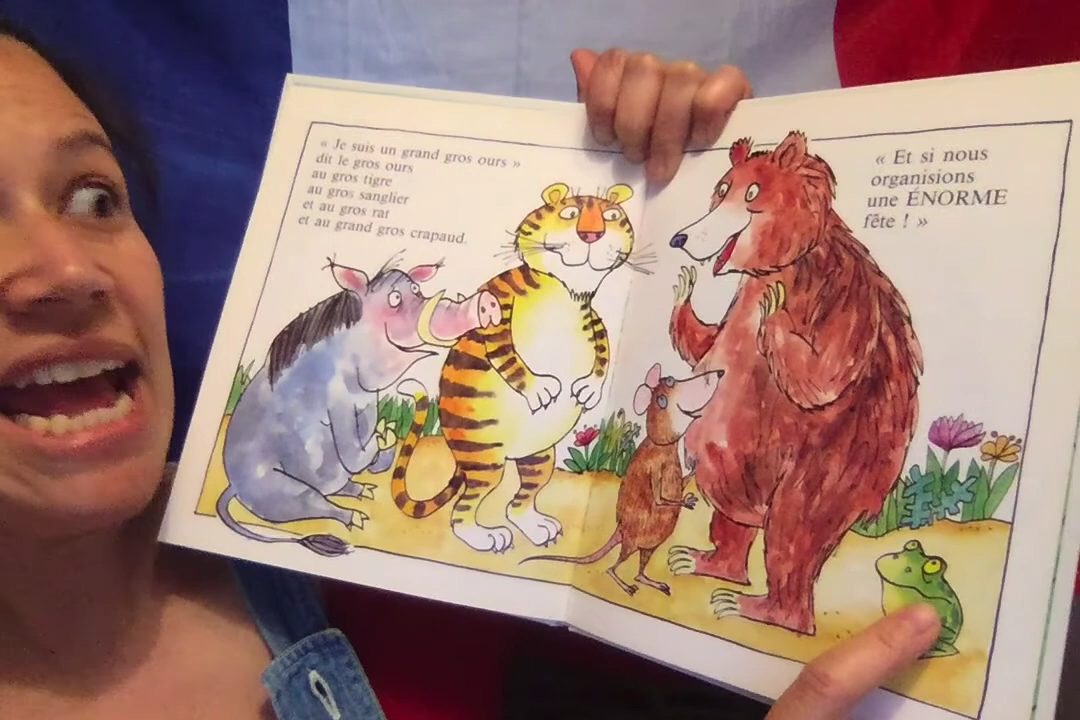 « Je suis un grand gros ours »
dit le gros ours
au gros tigre
au gros sanglier
et au gros rat
et au grand gros crapaud.
« Et si nous
organisions
une ÉNORME
fête ! »